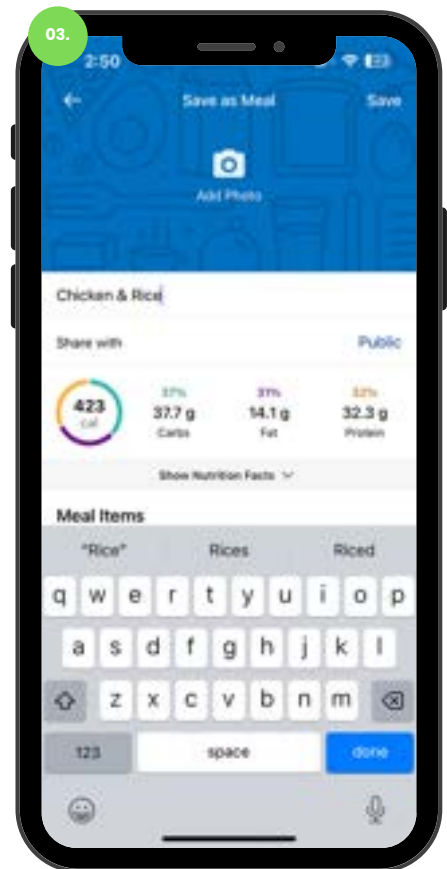 03.
2:50
Save as Meal Save
Add Photo
Chicken & Rice
Share with Public
423 37% 31% 32%
cal 37.7 g 14.1 g 32.3 g
Carbs Fat Protein
Show Nutrition Facts
Meal Items
"Rice" Rices Riced
q w e r t y u i o p
a s d f g h j k l
z x c v b n m
123 space done